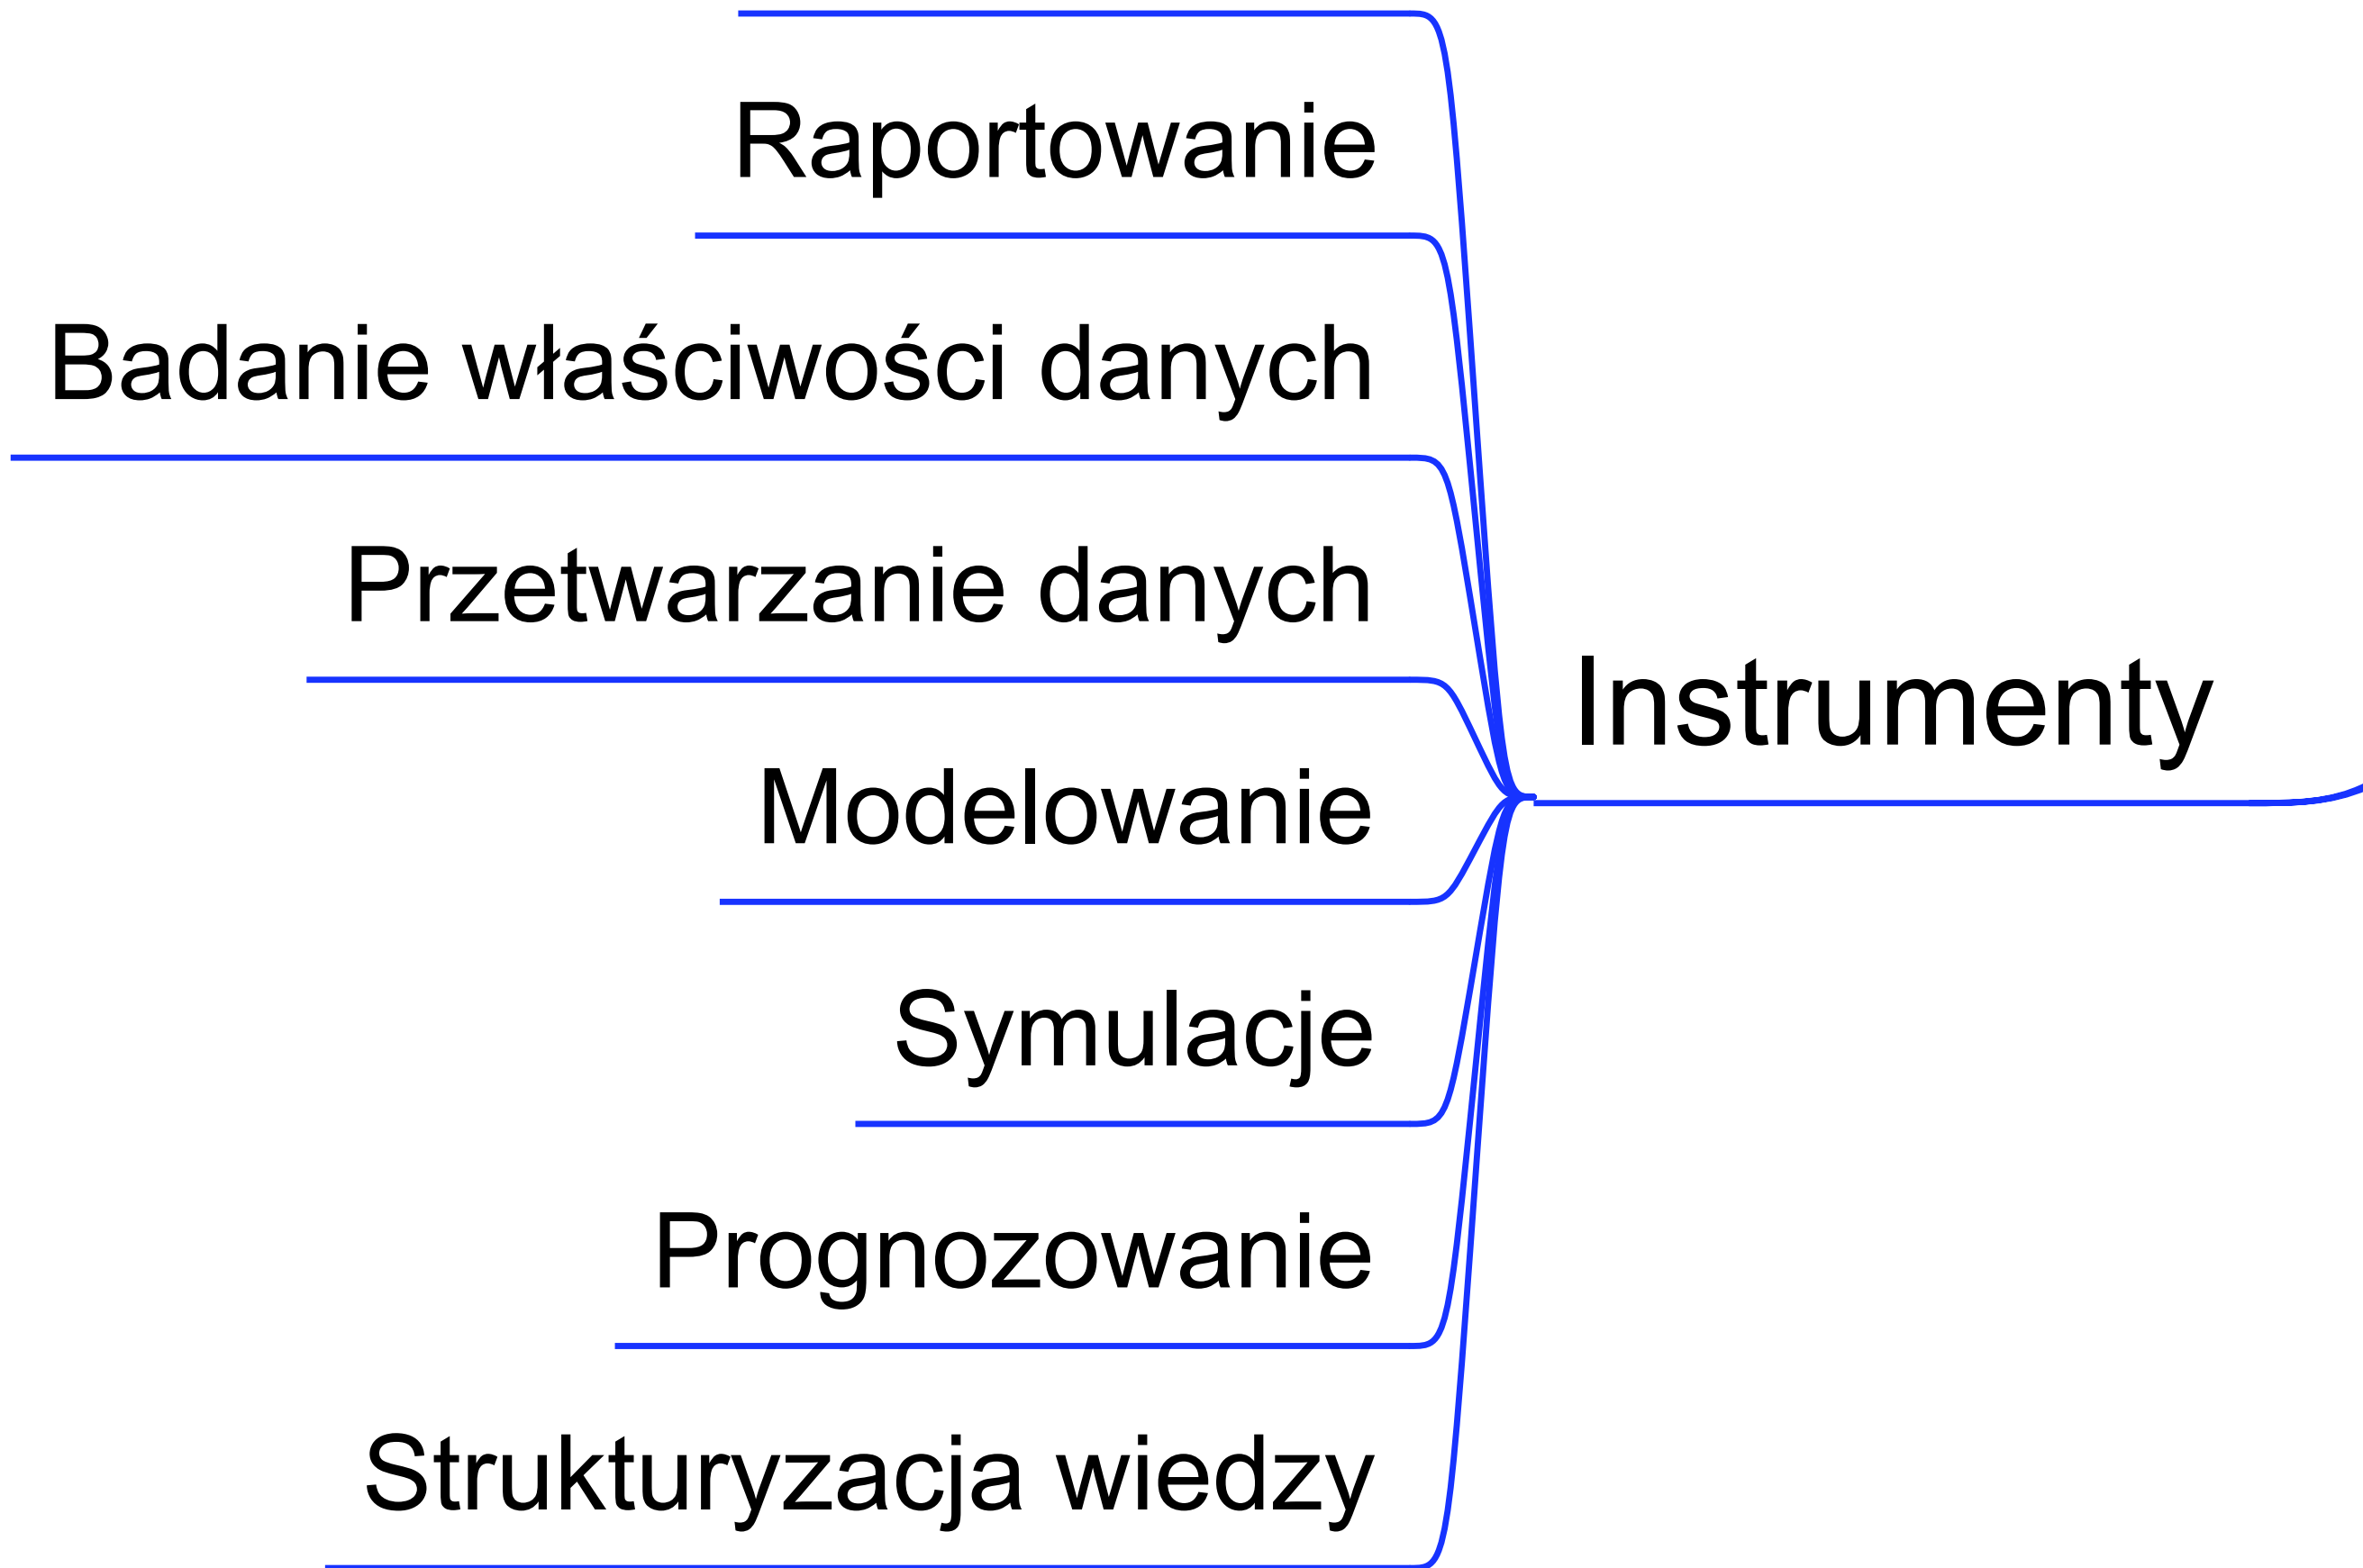 Raportowanie
Badanie właściwości danych
Przetwarzanie danych
Instrumenty
Modelowanie
Symulacje
Prognozowanie
Strukturyzacja wiedzy